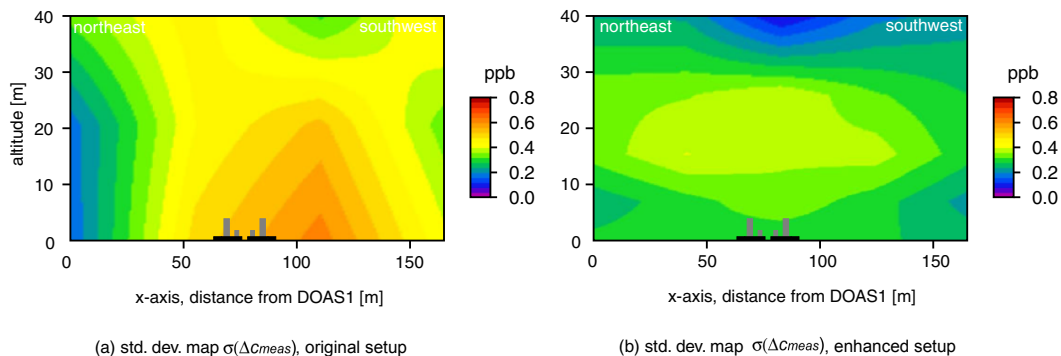 40
30
20
10
0
altitude [m]
northeast
southwest
0
50
100
150
x-axis, distance from DOAS1 [m]
ppb
0.8
0.6
0.4
0.2
0.0
(a) std. dev. map σ(Δcmeas), original setup
40
30
20
10
0
northeast
southwest
0
50
100
150
x-axis, distance from DOAS1 [m]
ppb
0.8
0.6
0.4
0.2
0.0
(b) std. dev. map σ(Δcmeas), enhanced setup